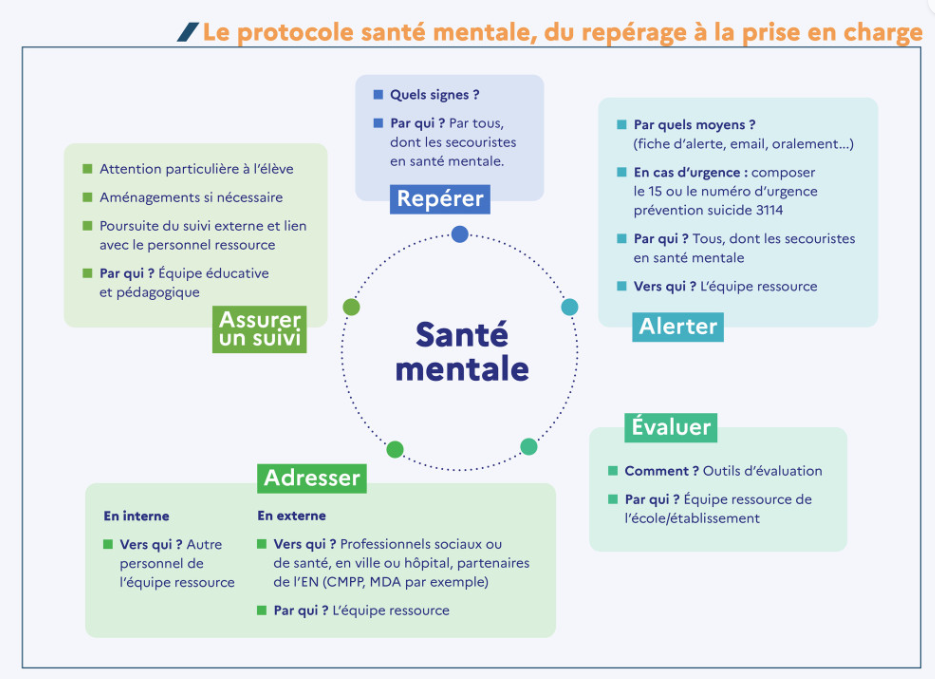 Le protocole santé mentale, du repérage à la prise en charge
Quels signes ?
Par qui ? Par tous,
dont les secouristes
en santé mentale.
Repérer
Par quels moyens ?
(fiche d'alerte, email, oralement...)
En cas d'urgence : composer
le 15 ou le numéro d'urgence
prévention suicide 3114
Par qui ? Tous, dont les secouristes
en santé mentale
Vers qui ? L'équipe ressource
Alerter
Évaluer
Comment ? Outils d'évaluation
Par qui ? Équipe ressource de
l'école/établissement
Adresser
En interne
Vers qui ? Autre
personnel de
l'équipe ressource
En externe
Vers qui ? Professionnels sociaux ou
de santé, en ville ou hôpital, partenaires
de l'EN (CMPP, MDA par exemple)
Par qui ? L'équipe ressource
Attention particulière à l'élève
Aménagements si nécessaire
Poursuite du suivi externe et lien
avec le personnel ressource
Par qui ? Équipe éducative
et pédagogique
Assurer
un suivi
Santé
mentale